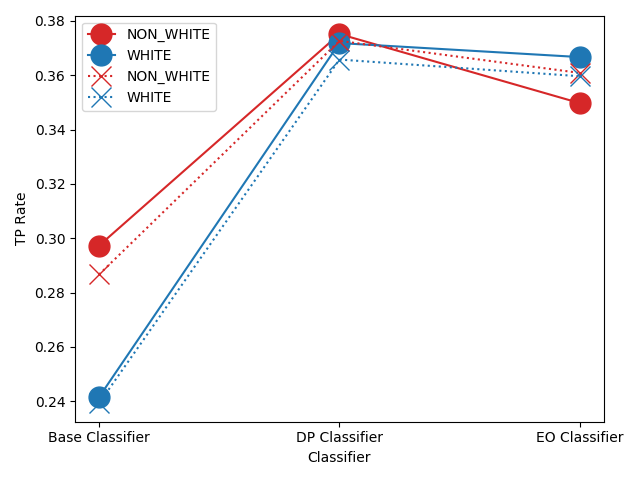 0.38
0.36
0.34
0.32
0.30
0.28
0.26
0.24
TP Rate
NON_WHITE
WHITE
NON_WHITE
WHITE
Base Classifier
DP Classifier
EO Classifier
Classifier